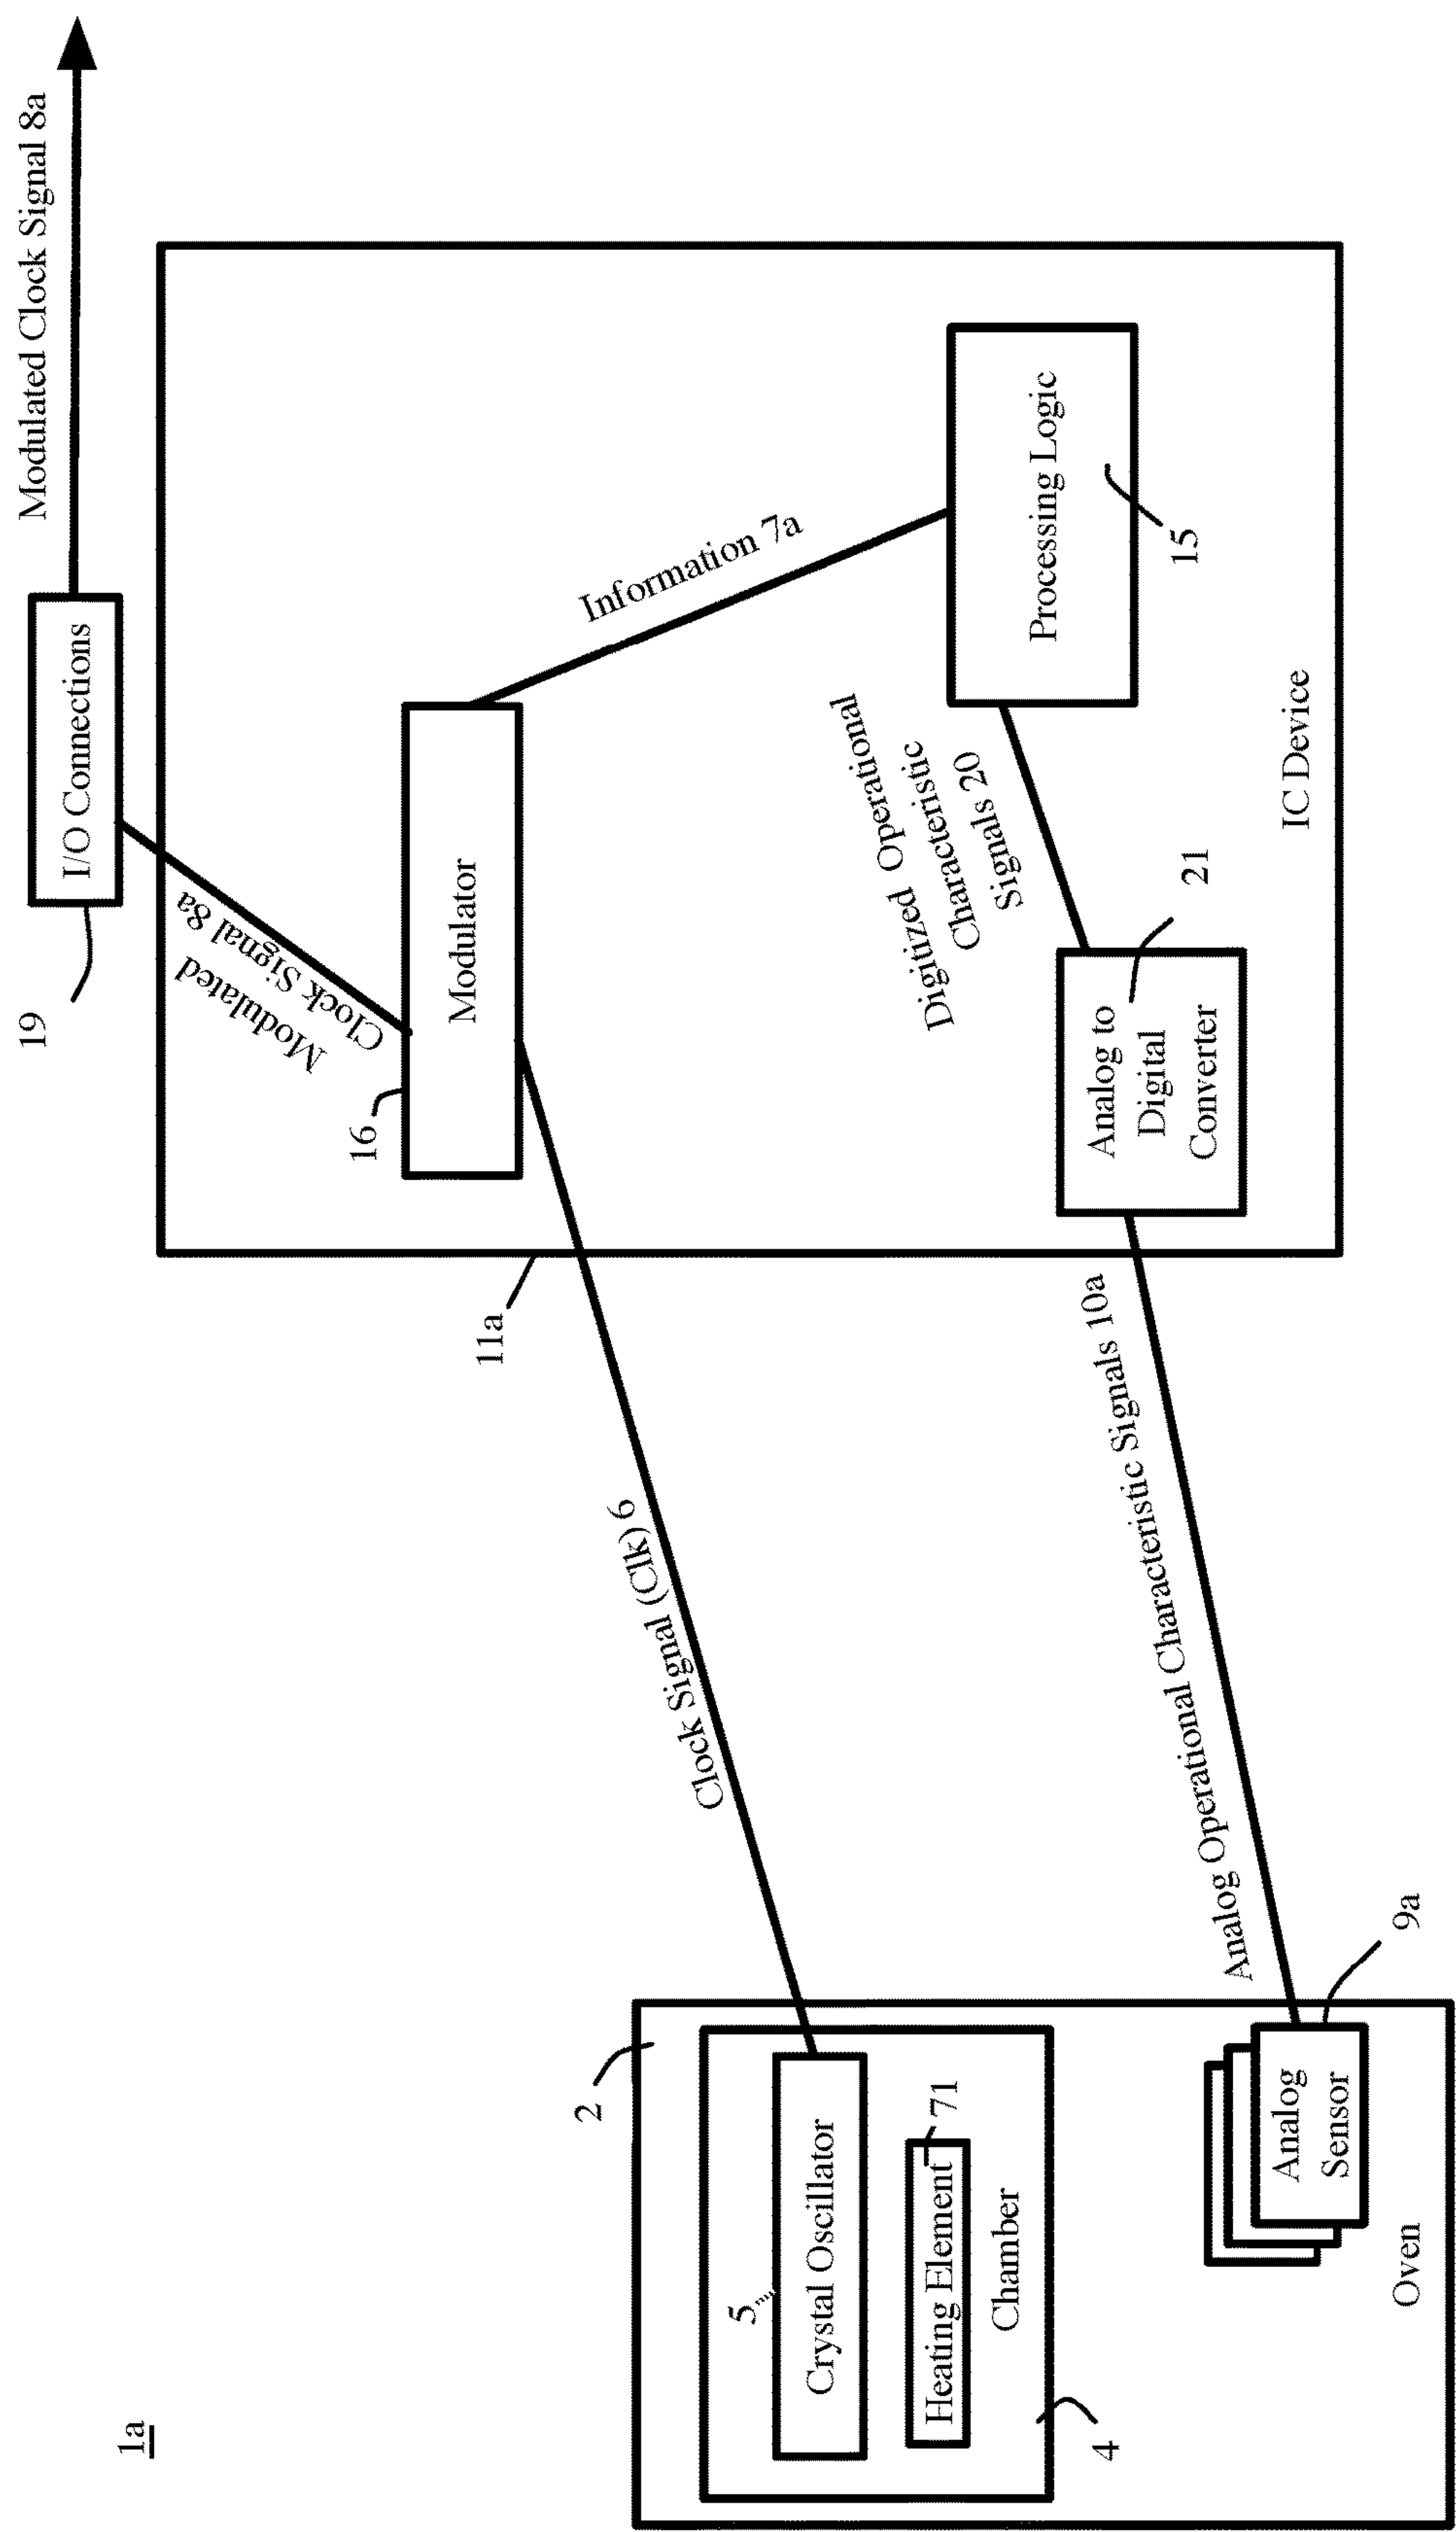 1a
19
I/O Connections
Modulated Clock Signal 8a
Modulated
Clock Signal 8a
16
Modulator
Information 7a
11a
Clock Signal (Clk) 6
Digitized Operational
Characteristic
Signals 20
Processing Logic
15
Analog to
Digital
Converter
21
IC Device
2
5
Crystal Oscillator
Heating Element
71
Chamber
4
Analog Operational Characteristic Signals 10a
Analog
Sensor
9a
Oven